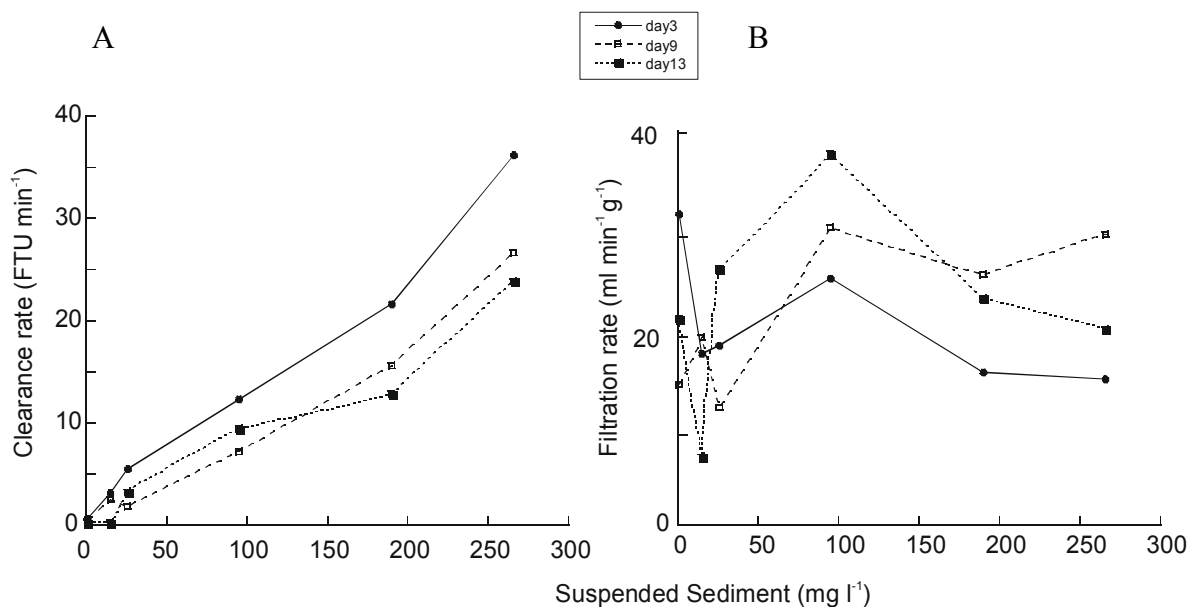 A
day3
day9
day13
B
Clearance rate (FTU min⁻¹)
40
30
20
10
0
0 50 100 150 200 250 300
Filtration rate (ml min⁻¹ g⁻¹)
40
20
0
0 50 100 150 200 250 300
Suspended Sediment (mg l⁻¹)